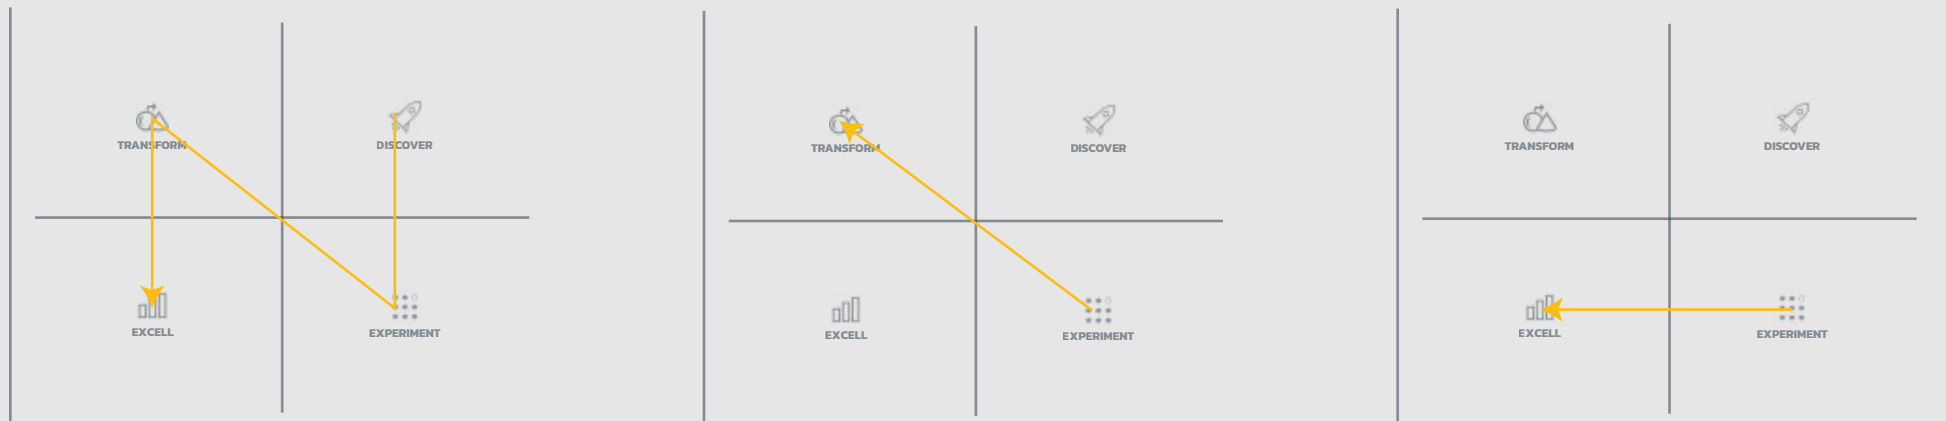 TRANSFORM
DISCOVER
EXCELL
EXPERIMENT
TRANSFORM
DISCOVER
EXCELL
EXPERIMENT
TRANSFORM
DISCOVER
EXCELL
EXPERIMENT